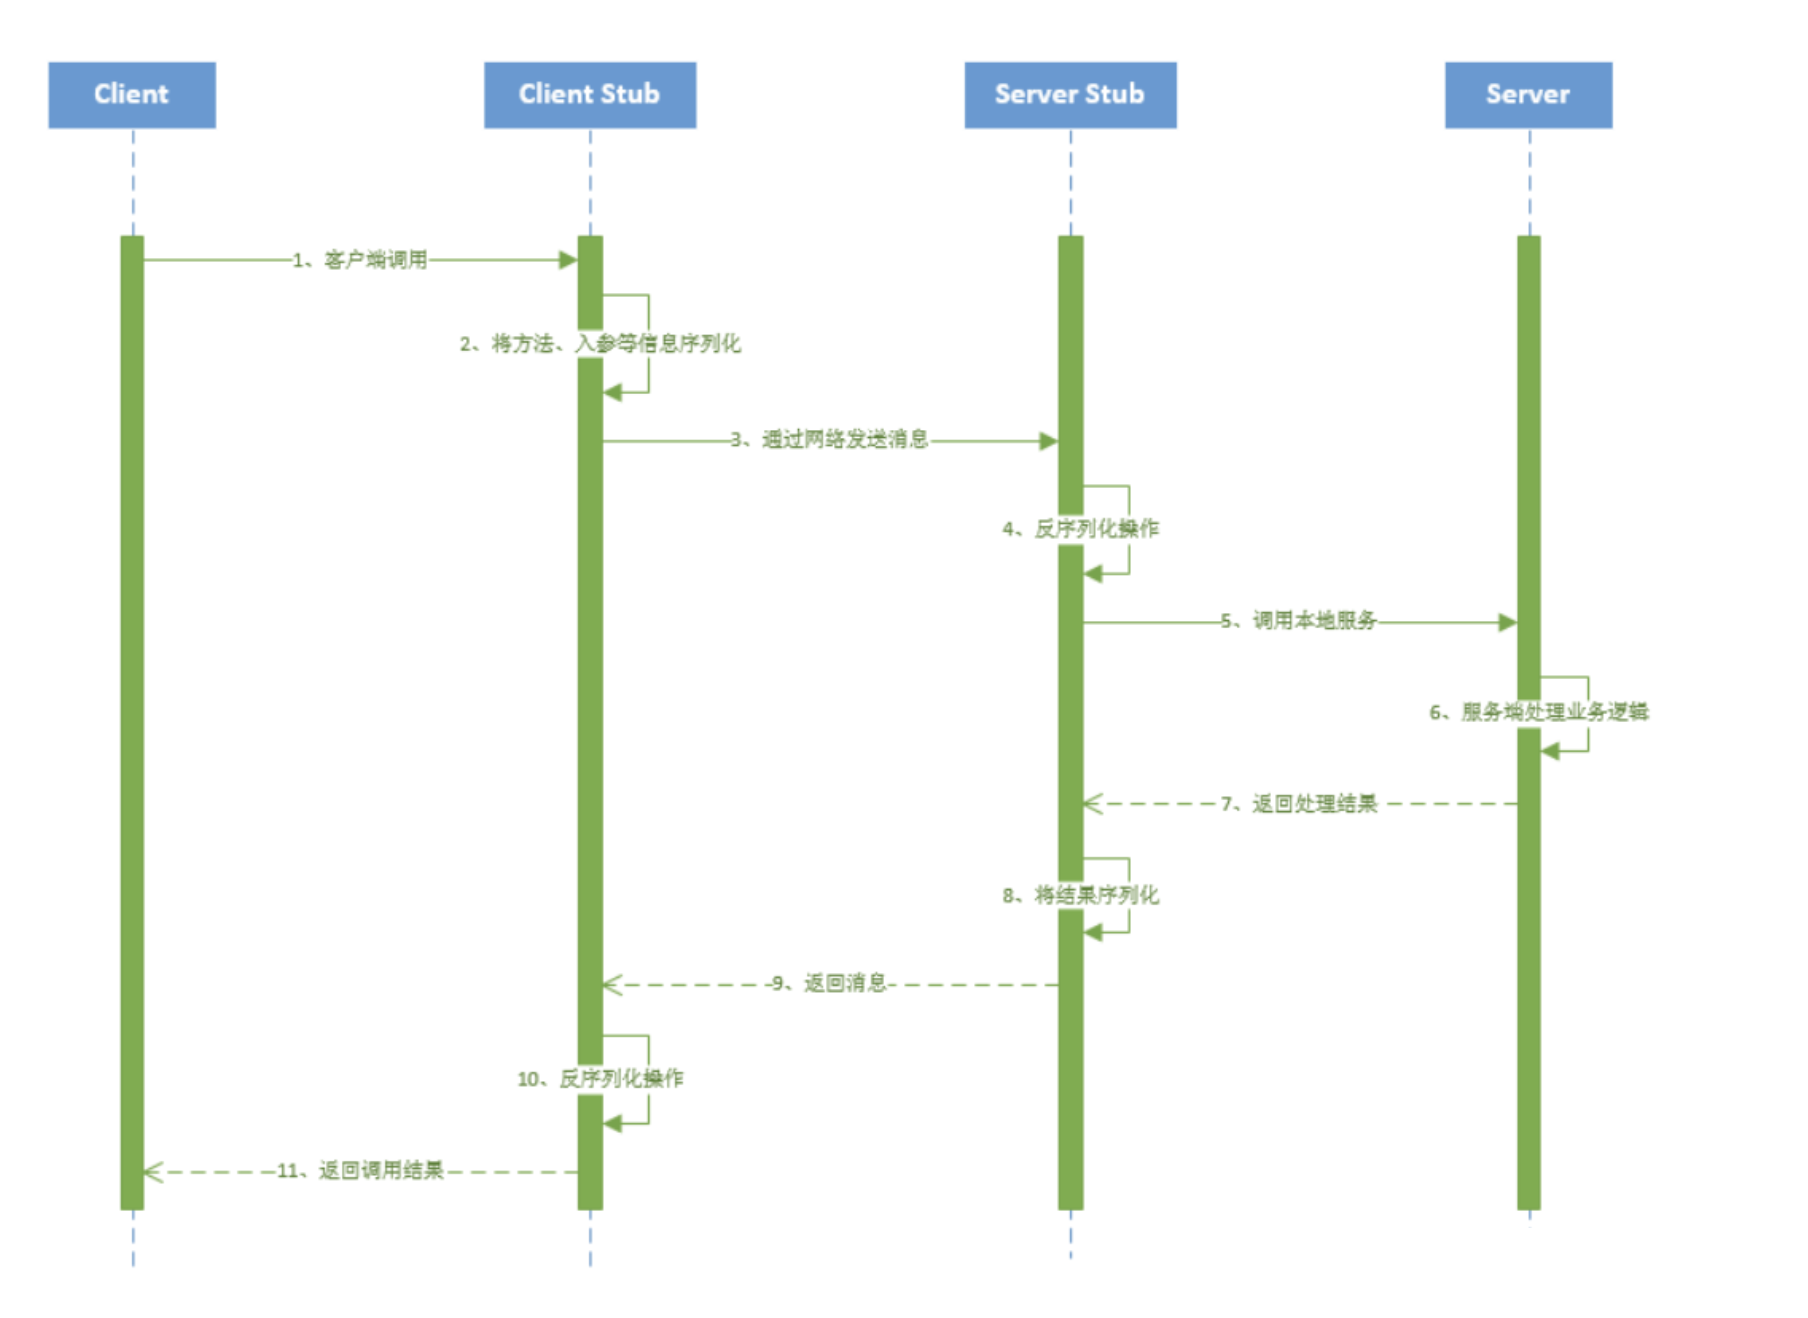 Client
Client Stub
Server Stub
Server
1、客户端调用
2、将方法、入参等信息序列化
3、通过网络发送消息
4、反序列化操作
5、调用本地服务
6、服务端处理业务逻辑
7、返回处理结果
8、将结果序列化
9、返回消息
10、反序列化操作
11、返回调用结果